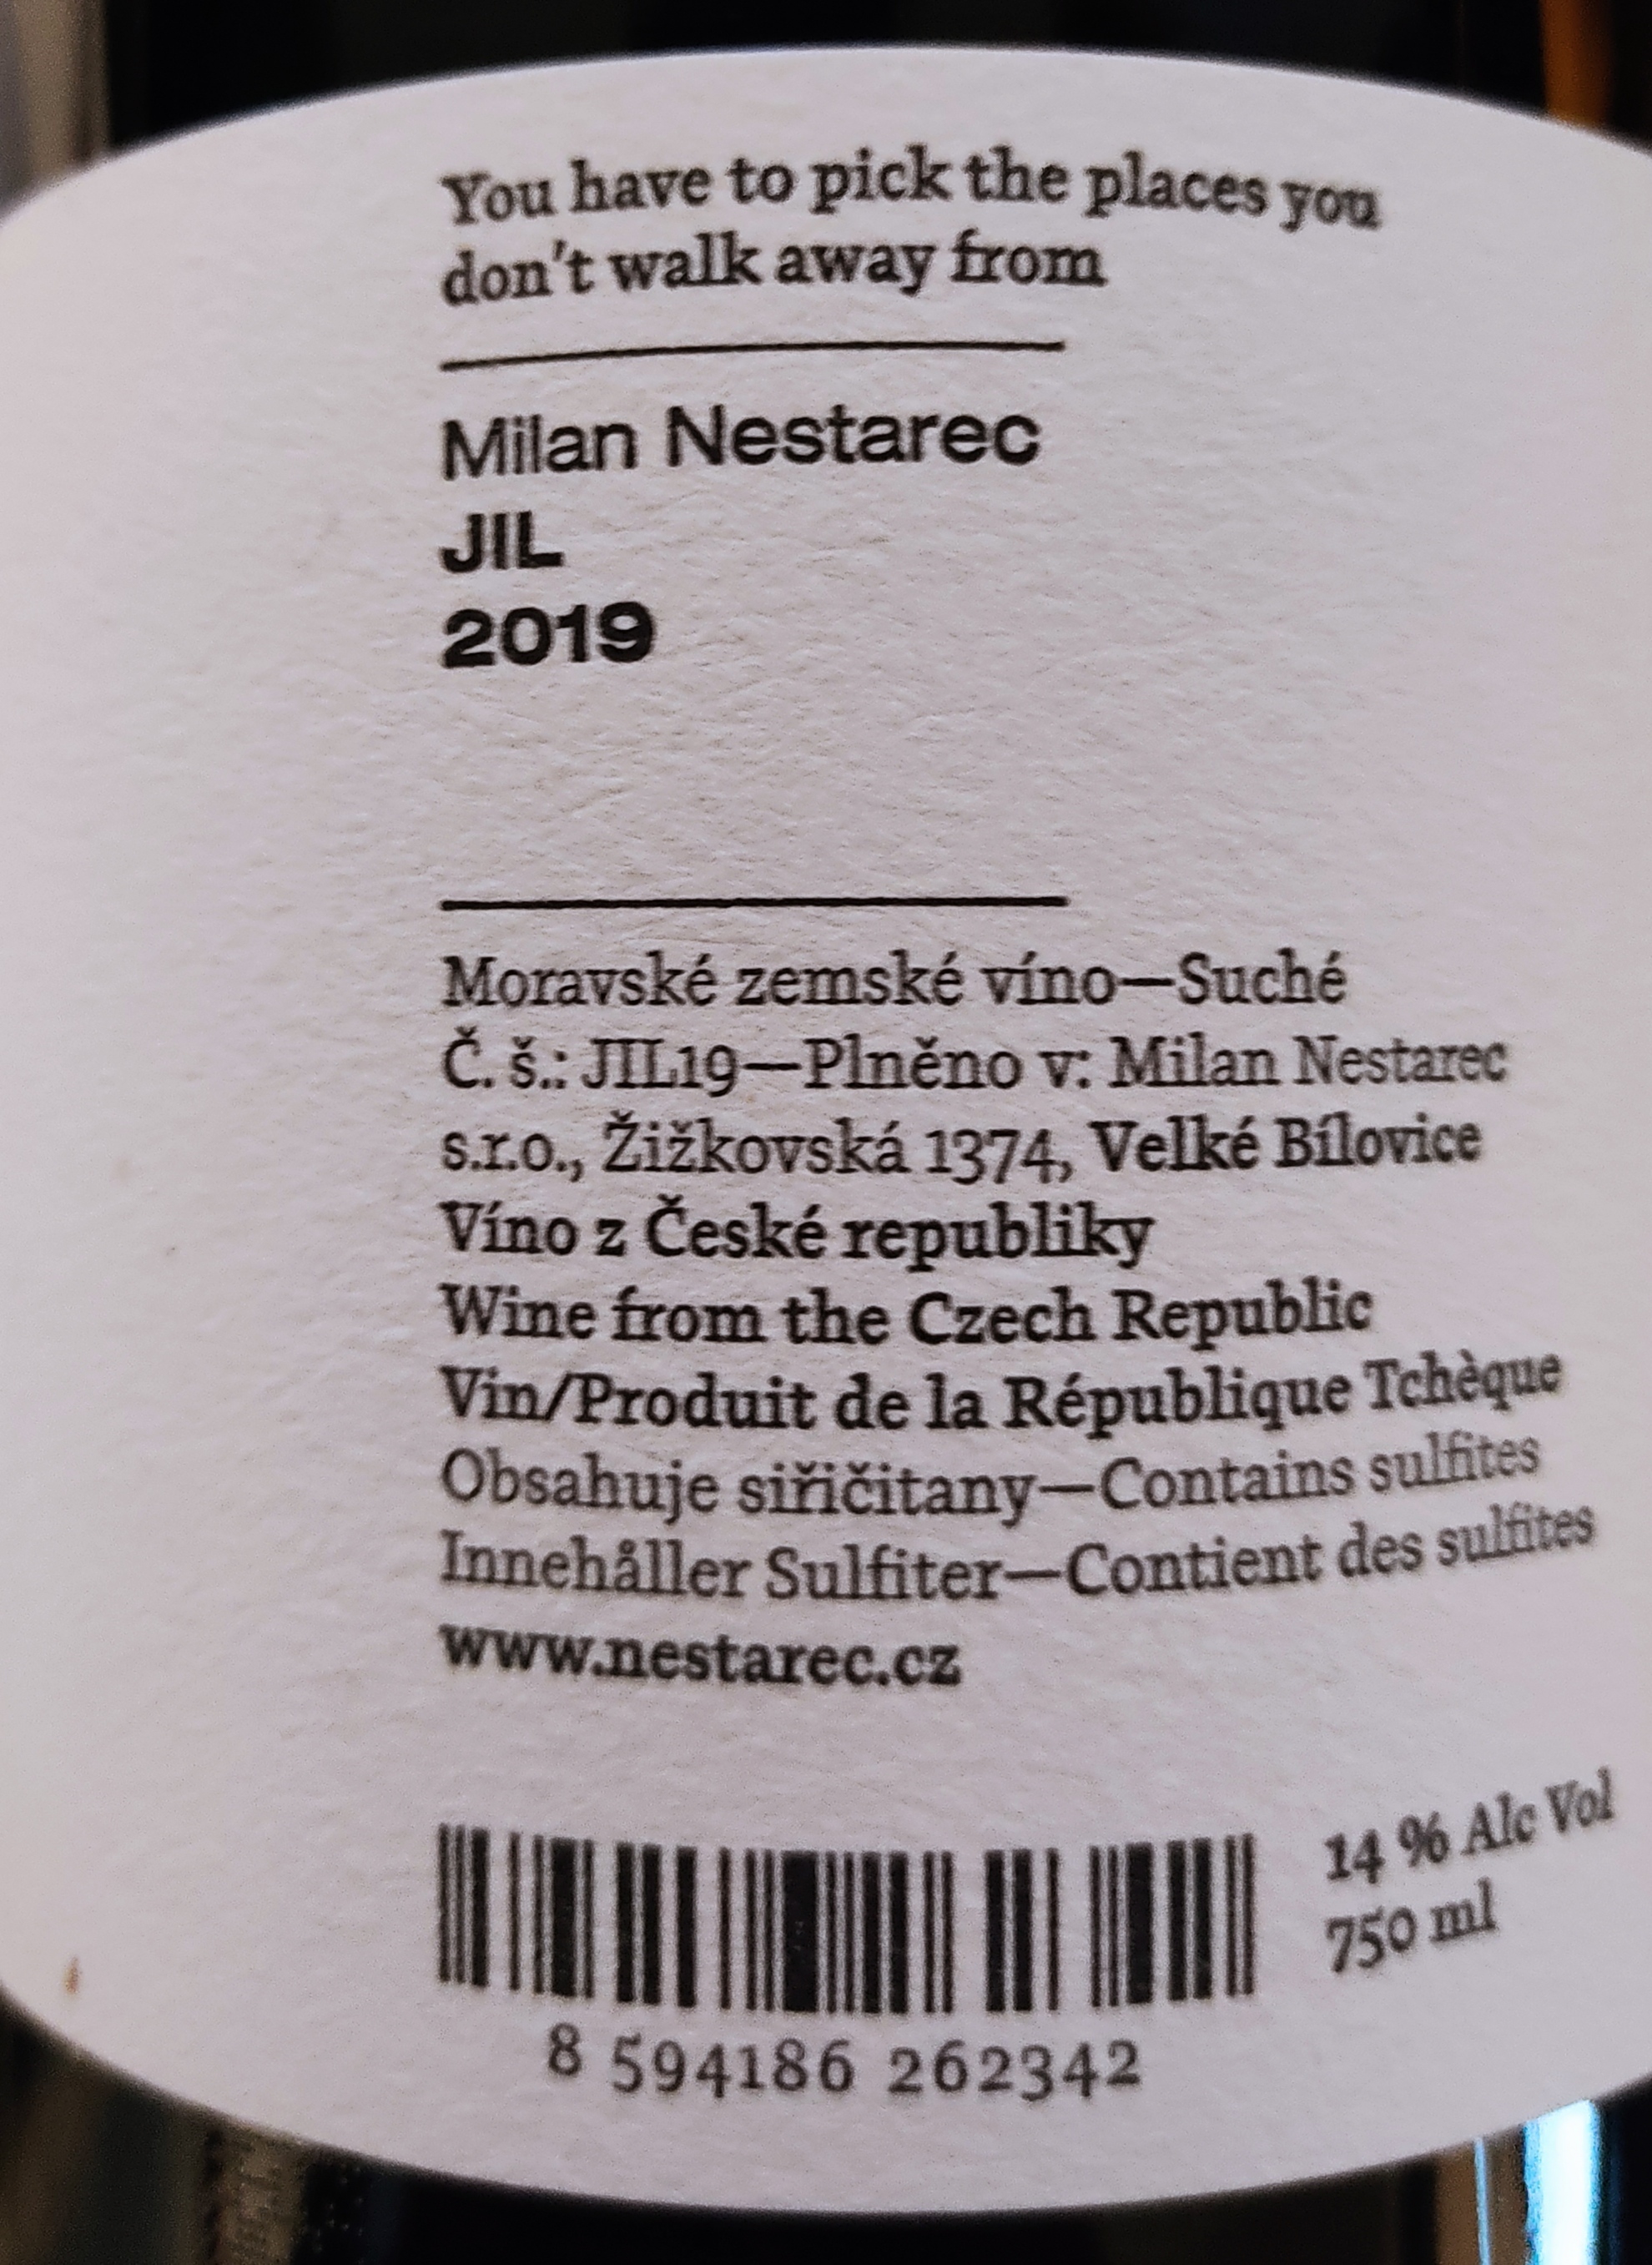 You have to pick the places you
don't walk away from
Milan Nestarec
JIL
2019
Moravské zemské víno—Suché
Č. š.: JIL19—Plněno v: Milan Nestarec
s.r.o., Žižkovská 1374, Velké Bílovice
Víno z České republiky
Wine from the Czech Republic
Vin/Produit de la République Tchèque
Obsahuje siřičitany—Contains sulfites
Innehåller Sulfiter—Contient des sulfites
www.nestarec.cz
14 % Alc Vol
750 ml
8 594186 262342